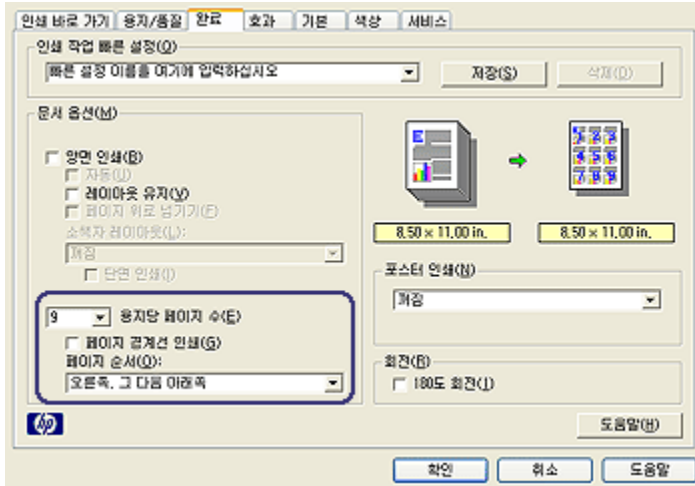 인쇄 바로 가기 용지/품질 완료 효과 기본 색상 서비스
인쇄 작업 빠른 설정(Q)
빠른 설정 이름을 여기에 입력하십시오
저장(S) 삭제(D)
문서 옵션(M)
양면 인쇄(B)
자동(U)
레이아웃 유지(V)
페이지 위로 넘기기(F)
소책자 레이아웃(L):
꺼짐
단면 인쇄(I)
8.50 × 11.00 in. 8.50 × 11.00 in.
포스터 인쇄(N)
꺼짐
9 용지당 페이지 수(E)
페이지 경계선 인쇄(G)
페이지 순서(O):
오른쪽, 그 다음 아래쪽
회전(R)
180도 회전(J)
hp
도움말(H)
확인 취소 도움말